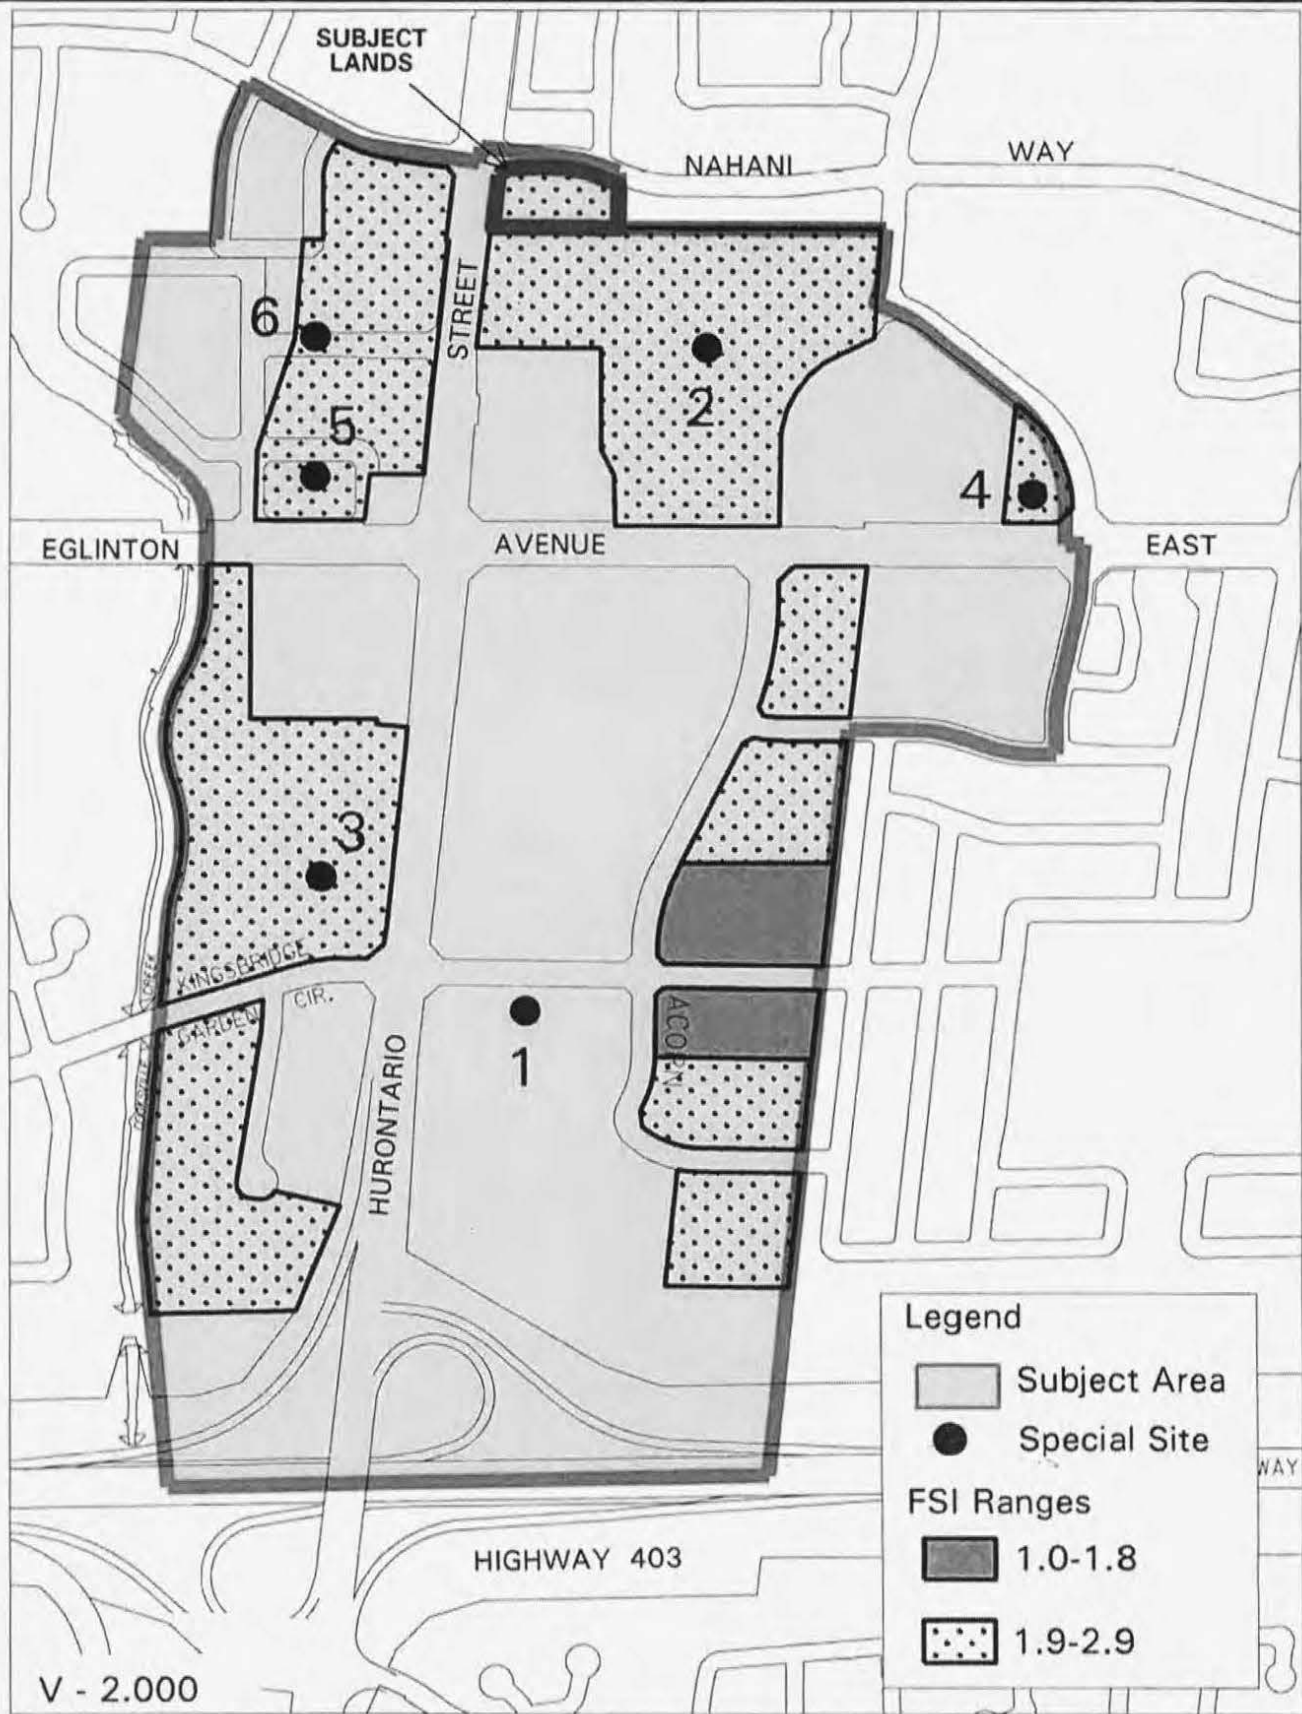 SUBJECT
LANDS
NAHANI
WAY
STREET
6
5
2
4
EGLINTON
AVENUE
EAST
3
KINGSBRIDGE
GARDEN
CIR.
CREEK
ACORN
1
HURONTARIO
Legend
Subject Area
Special Site
FSI Ranges
1.0-1.8
1.9-2.9
WAY
HIGHWAY 403
V - 2.000